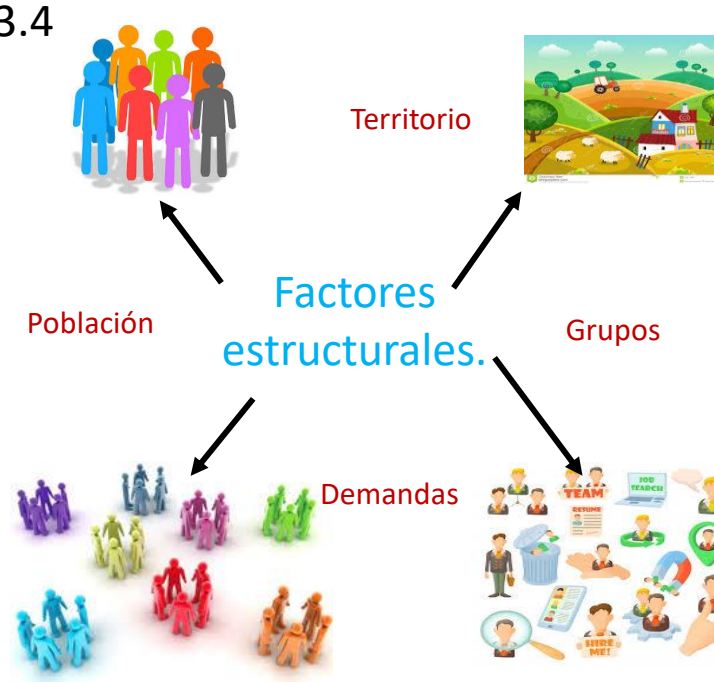 3.4
Territorio
Factores
estructurales.
Población
Grupos
Demandas
TEAM
RESUME
JOB
SEARCH
HIRE
ME!